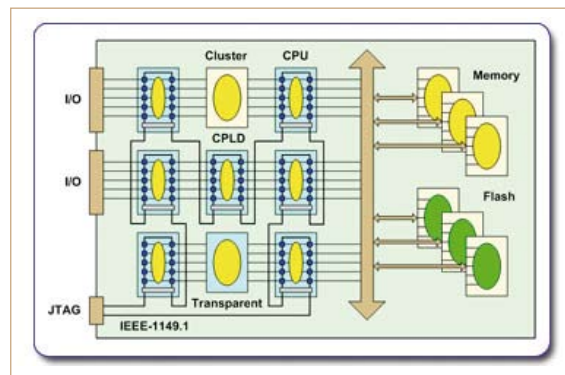 Cluster
CPU
Memory
I/O
CPLD
I/O
Flash
Transparent
JTAG
IEEE-1149.1